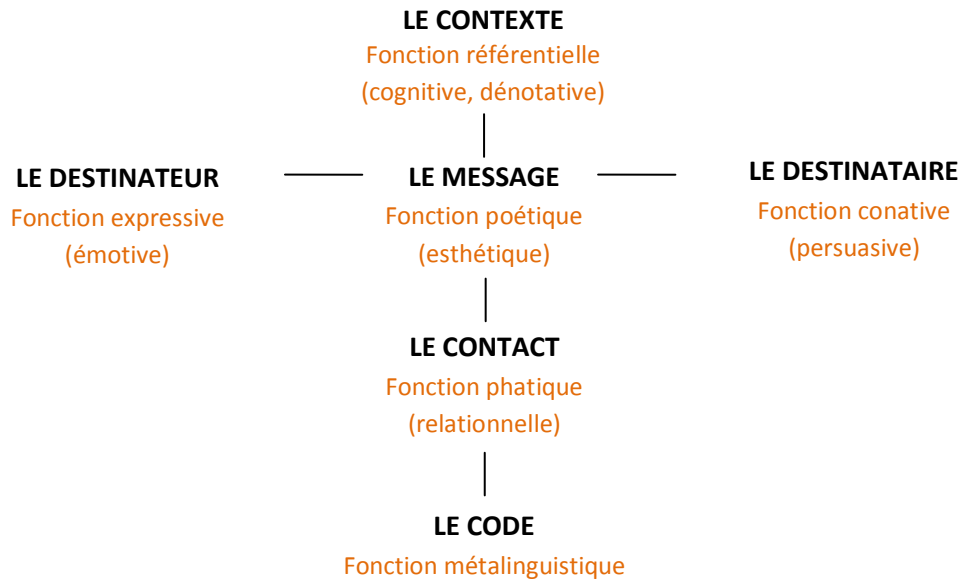 LE CONTEXTE
Fonction référentielle
(cognitive, dénotative)
LE DESTINATEUR
Fonction expressive
(émotive)
LE MESSAGE
Fonction poétique
(esthétique)
LE DESTINATAIRE
Fonction conative
(persuasive)
LE CONTACT
Fonction phatique
(relationnelle)
LE CODE
Fonction métalinguistique